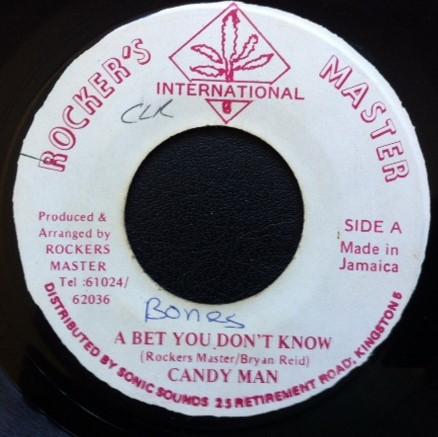 ROCKER'S MASTER
INTERNATIONAL
CLR
Produced &
Arranged by
ROCKERS
MASTER
Tel :61024/
62036
SIDE A
Made in
Jamaica
Bones
A BET YOU DON'T KNOW
(Rockers Master/Bryan Reid)
CANDY MAN
DISTRIBUTED BY SONIC SOUNDS 25 RETIREMENT ROAD, KINGSTON 5